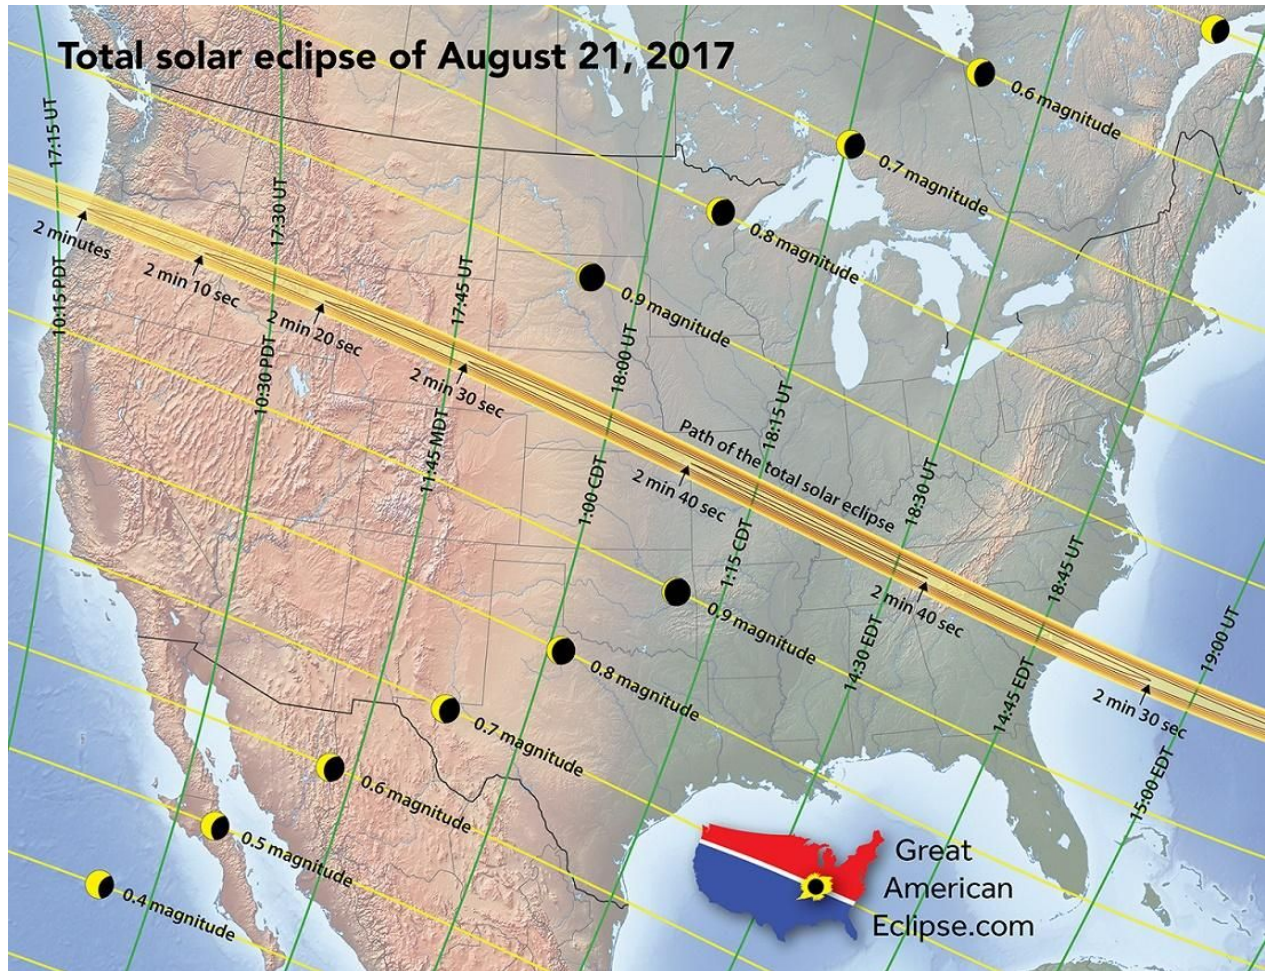 Total solar eclipse of August 21, 2017
17:15 UT
17:30 UT
17:45 UT
18:00 UT
18:15 UT
18:30 UT
18:45 UT
19:00 UT
10:15 PDT
10:30 PDT
11:45 MDT
1:00 CDT
1:15 CDT
14:30 EDT
14:45 EDT
15:00 EDT
0.6 magnitude
0.7 magnitude
0.8 magnitude
0.9 magnitude
2 minutes
2 min 10 sec
2 min 20 sec
2 min 30 sec
Path of the total solar eclipse
2 min 40 sec
2 min 40 sec
2 min 30 sec
0.9 magnitude
0.8 magnitude
0.7 magnitude
0.6 magnitude
0.5 magnitude
0.4 magnitude
Great
American
Eclipse.com